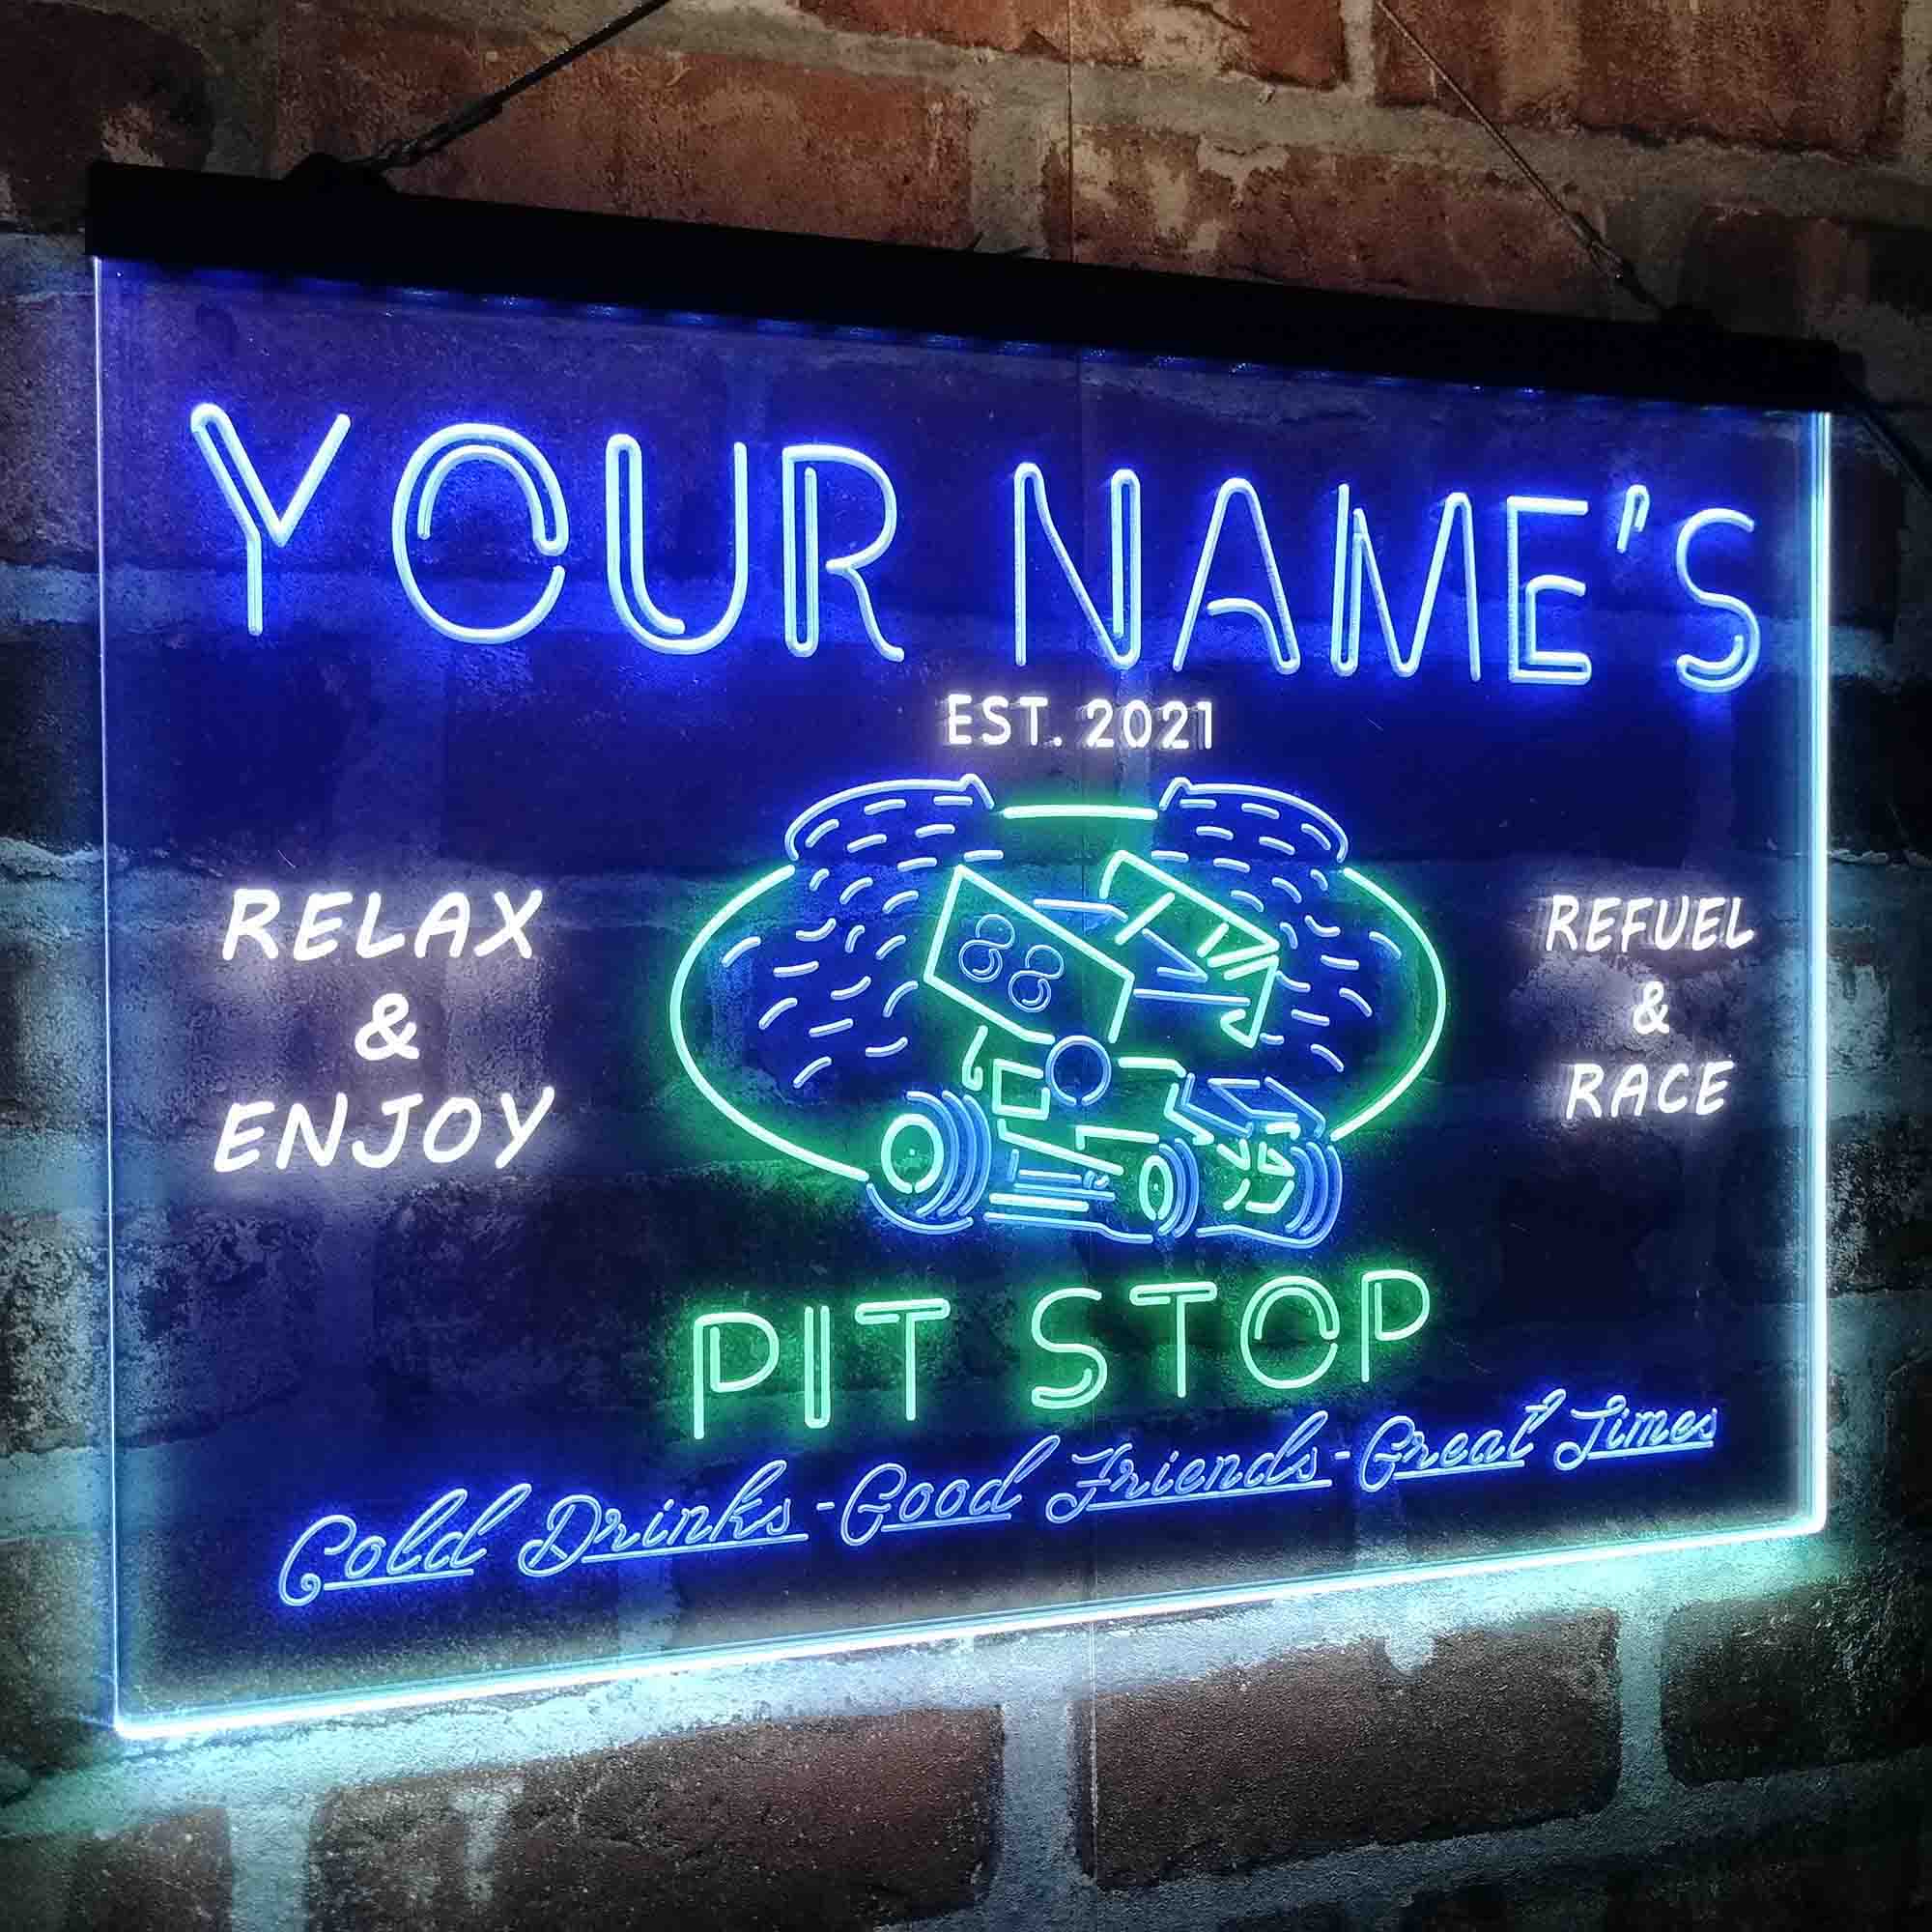 YOUR NAME'S
EST. 2021
RELAX
&
ENJOY
88
REFUEL
&
RACE
PIT STOP
Cold Drinks - Good Friends - Great Times